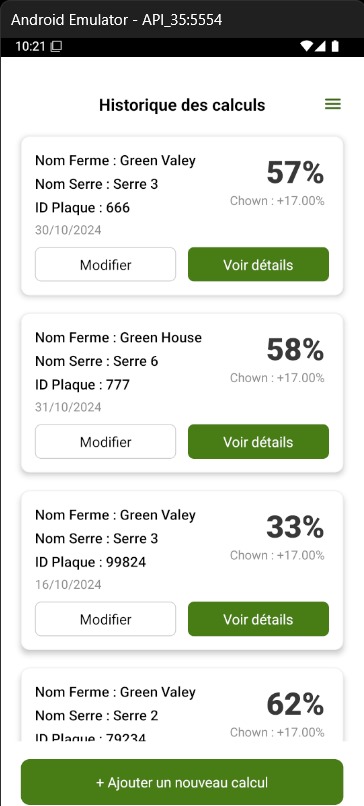 Android Emulator - API_35:5554
10:21
Historique des calculs
Nom Ferme : Green Valey
57%
Nom Serre : Serre 3
Chown : +17.00%
ID Plaque : 666
30/10/2024
Modifier
Voir détails
Nom Ferme : Green House
58%
Nom Serre : Serre 6
Chown : +17.00%
ID Plaque : 777
31/10/2024
Modifier
Voir détails
Nom Ferme : Green Valey
33%
Nom Serre : Serre 3
Chown : +17.00%
ID Plaque : 99824
16/10/2024
Modifier
Voir détails
Nom Ferme : Green Valey
62%
Nom Serre : Serre 2
Chown : +17.00%
ID Plaque : 79234
+ Ajouter un nouveau calcul